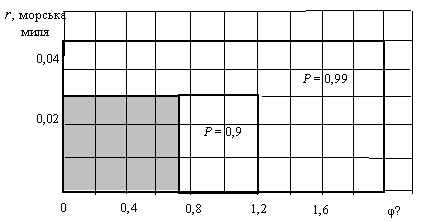 r, морська
миля
0,04
P = 0,99
0,02
P = 0,9
0 0,4 0,8 1,2 1,6 φ?